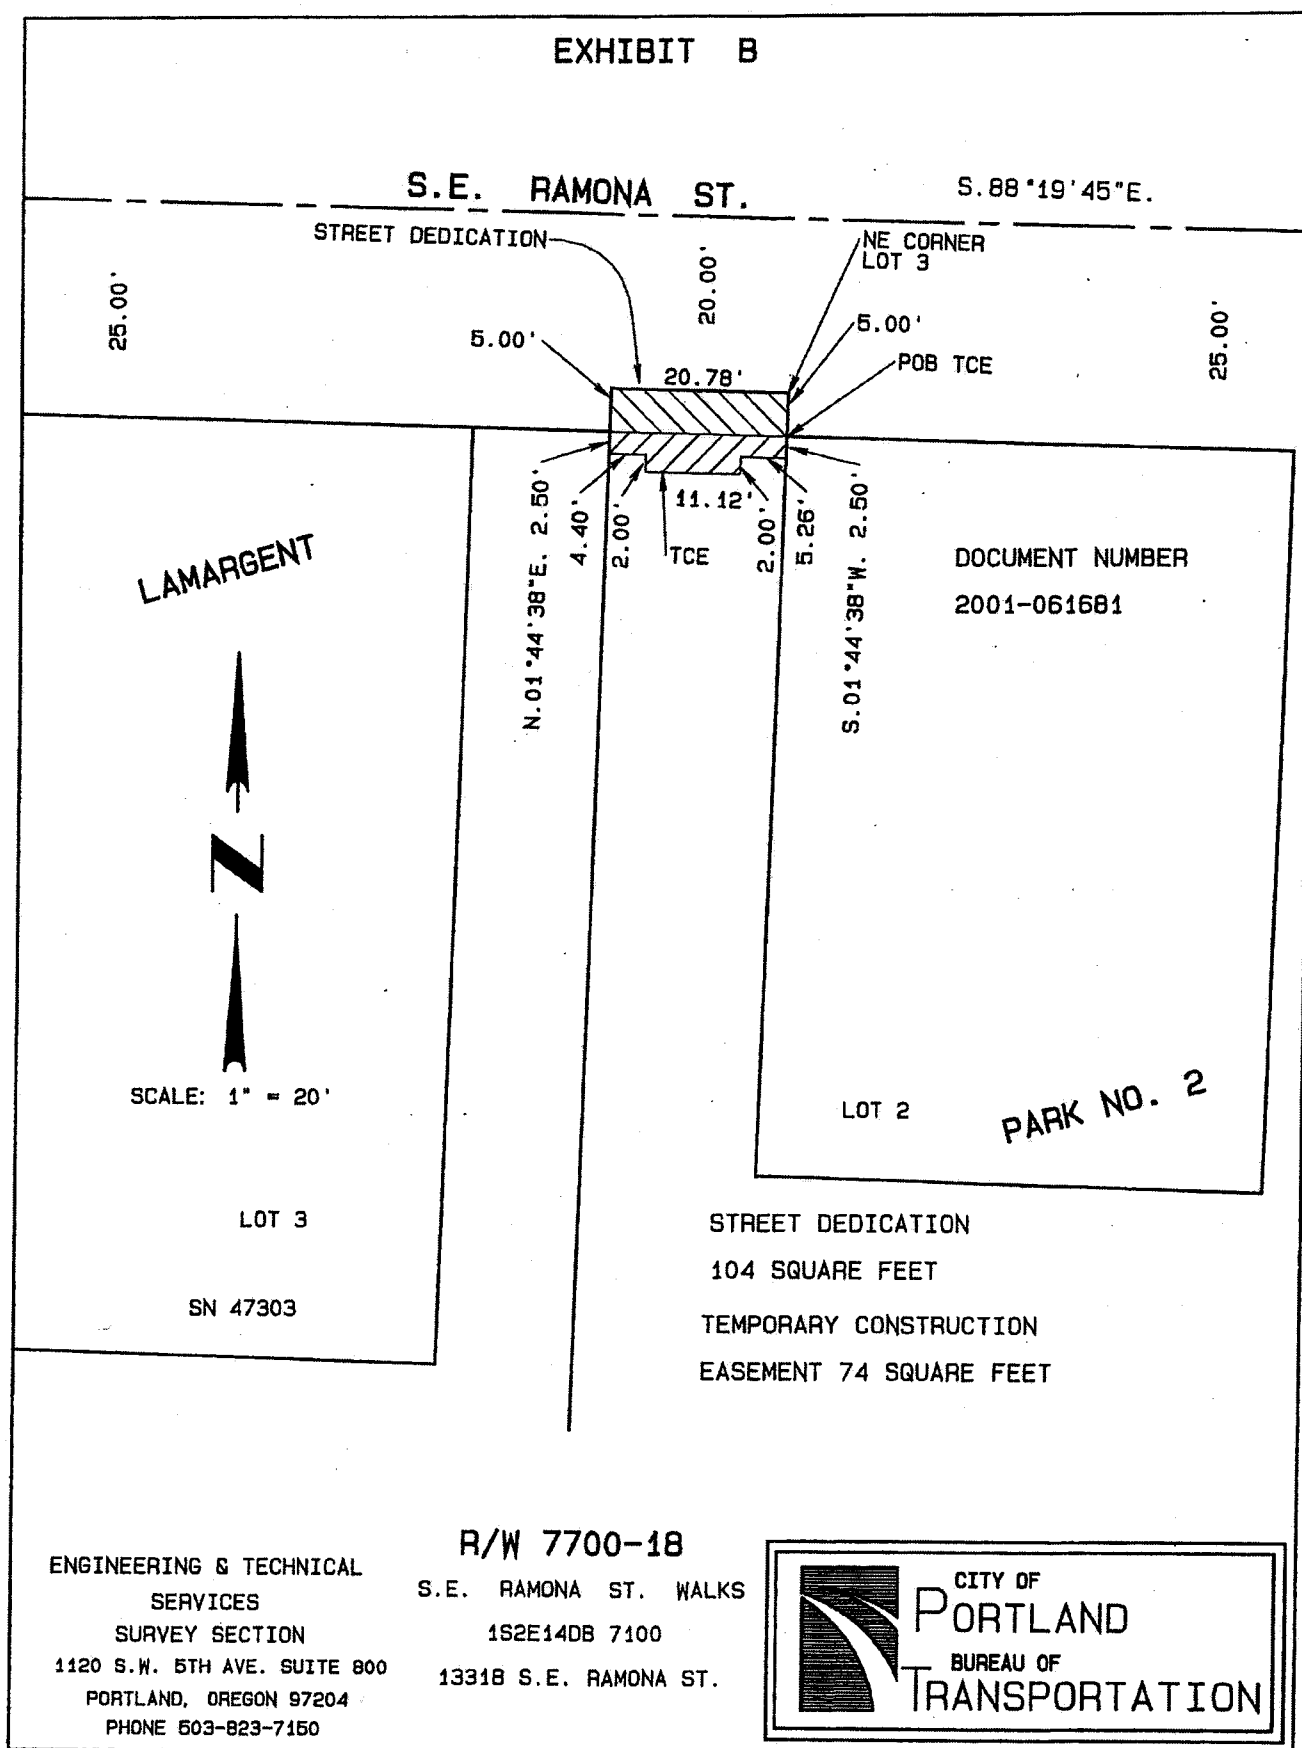 EXHIBIT B
S.E. RAMONA ST.
S.88°19'45"E.
STREET DEDICATION
NE CORNER
LOT 3
25.00'
20.00'
25.00'
5.00'
5.00'
20.78'
POB TCE
N.01°44'38"E. 2.50'
4.40'
2.00'
11.12'
TCE
2.00'
5.26'
S.01°44'38"W. 2.50'
LAMARGENT
DOCUMENT NUMBER
2001-061681
N
SCALE: 1" = 20'
LOT 2
PARK NO. 2
LOT 3
SN 47303
STREET DEDICATION
104 SQUARE FEET
TEMPORARY CONSTRUCTION
EASEMENT 74 SQUARE FEET
ENGINEERING & TECHNICAL
SERVICES
SURVEY SECTION
1120 S.W. 5TH AVE. SUITE 800
PORTLAND, OREGON 97204
PHONE 503-823-7150
R/W 7700-18
S.E. RAMONA ST. WALKS
1S2E14DB 7100
13318 S.E. RAMONA ST.
CITY OF
PORTLAND
BUREAU OF
TRANSPORTATION